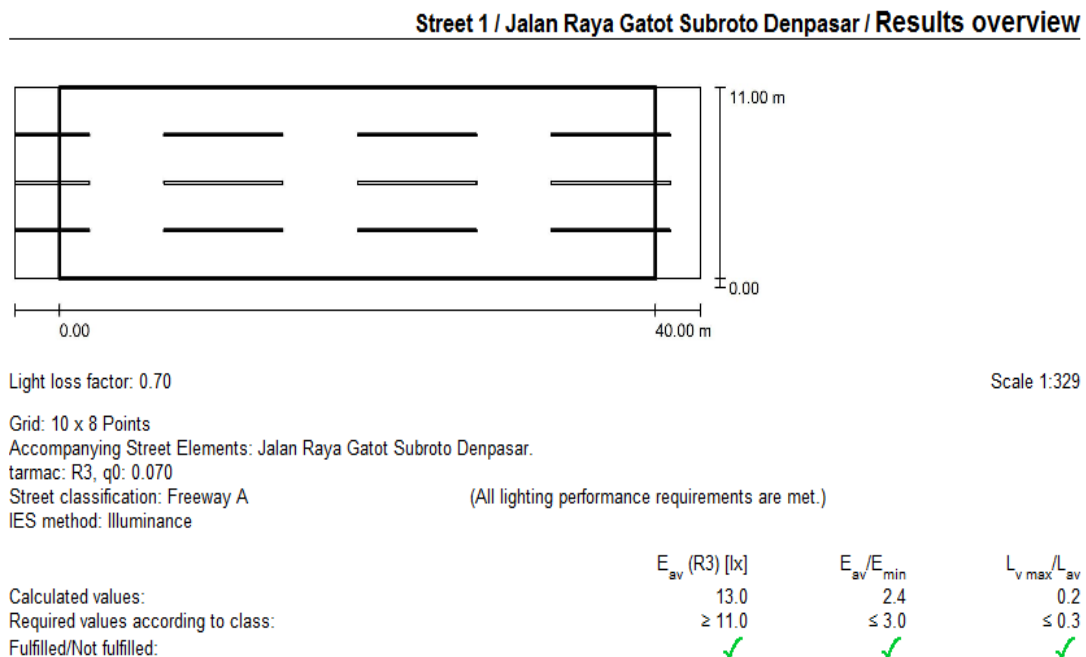 Street 1 / Jalan Raya Gatot Subroto Denpasar / Results overview
11.00 m
0.00
0.00 40.00 m
Light loss factor: 0.70 Scale 1:329
Grid: 10 x 8 Points
Accompanying Street Elements: Jalan Raya Gatot Subroto Denpasar.
tarmac: R3, q0: 0.070
Street classification: Freeway A (All lighting performance requirements are met.)
IES method: Illuminance
Eav (R3) [lx] Eav/Emin Lv max/Lav
Calculated values: 13.0 2.4 0.2
Required values according to class: ≥ 11.0 ≤ 3.0 ≤ 0.3
Fulfilled/Not fulfilled: ✓ ✓ ✓